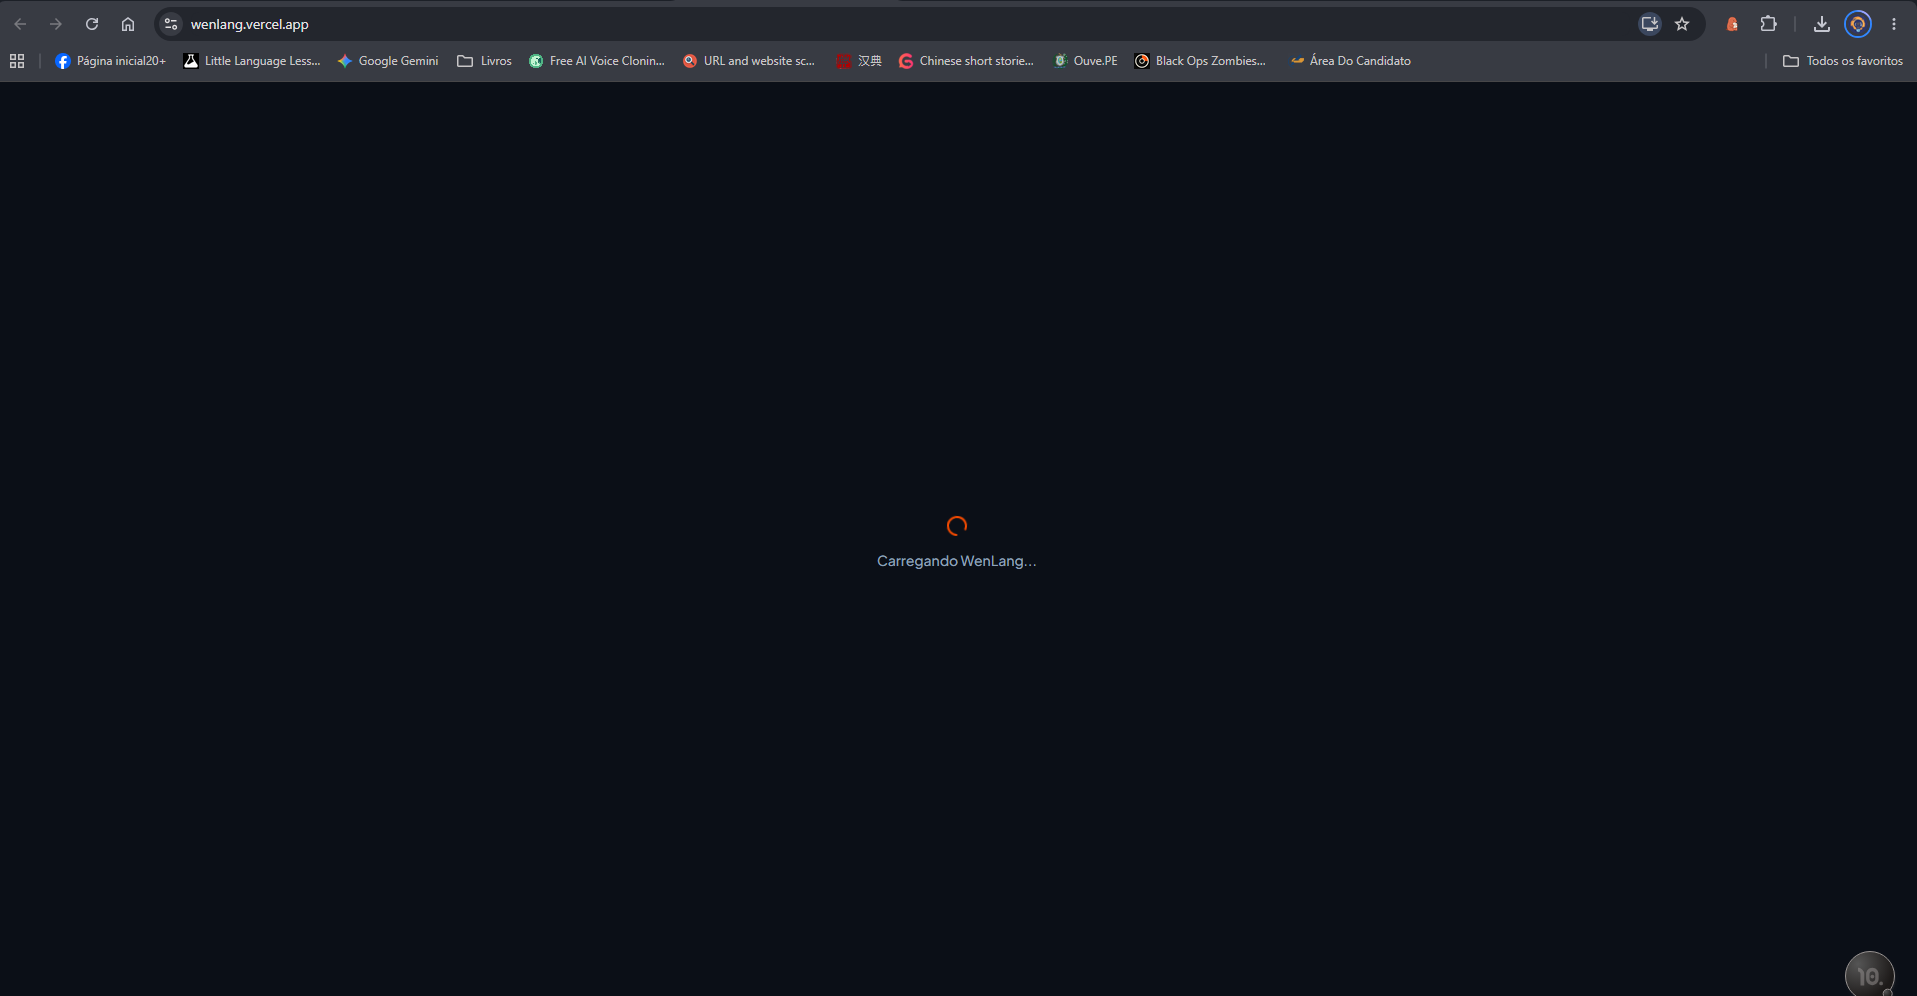 wenlang.vercel.app
Página inicial20+
Little Language Less...
Google Gemini
Livros
Free AI Voice Clonin...
URL and website sc...
汉典
Chinese short storie...
Ouve.PE
Black Ops Zombies...
Área Do Candidato
Todos os favoritos
Carregando WenLang...
10.